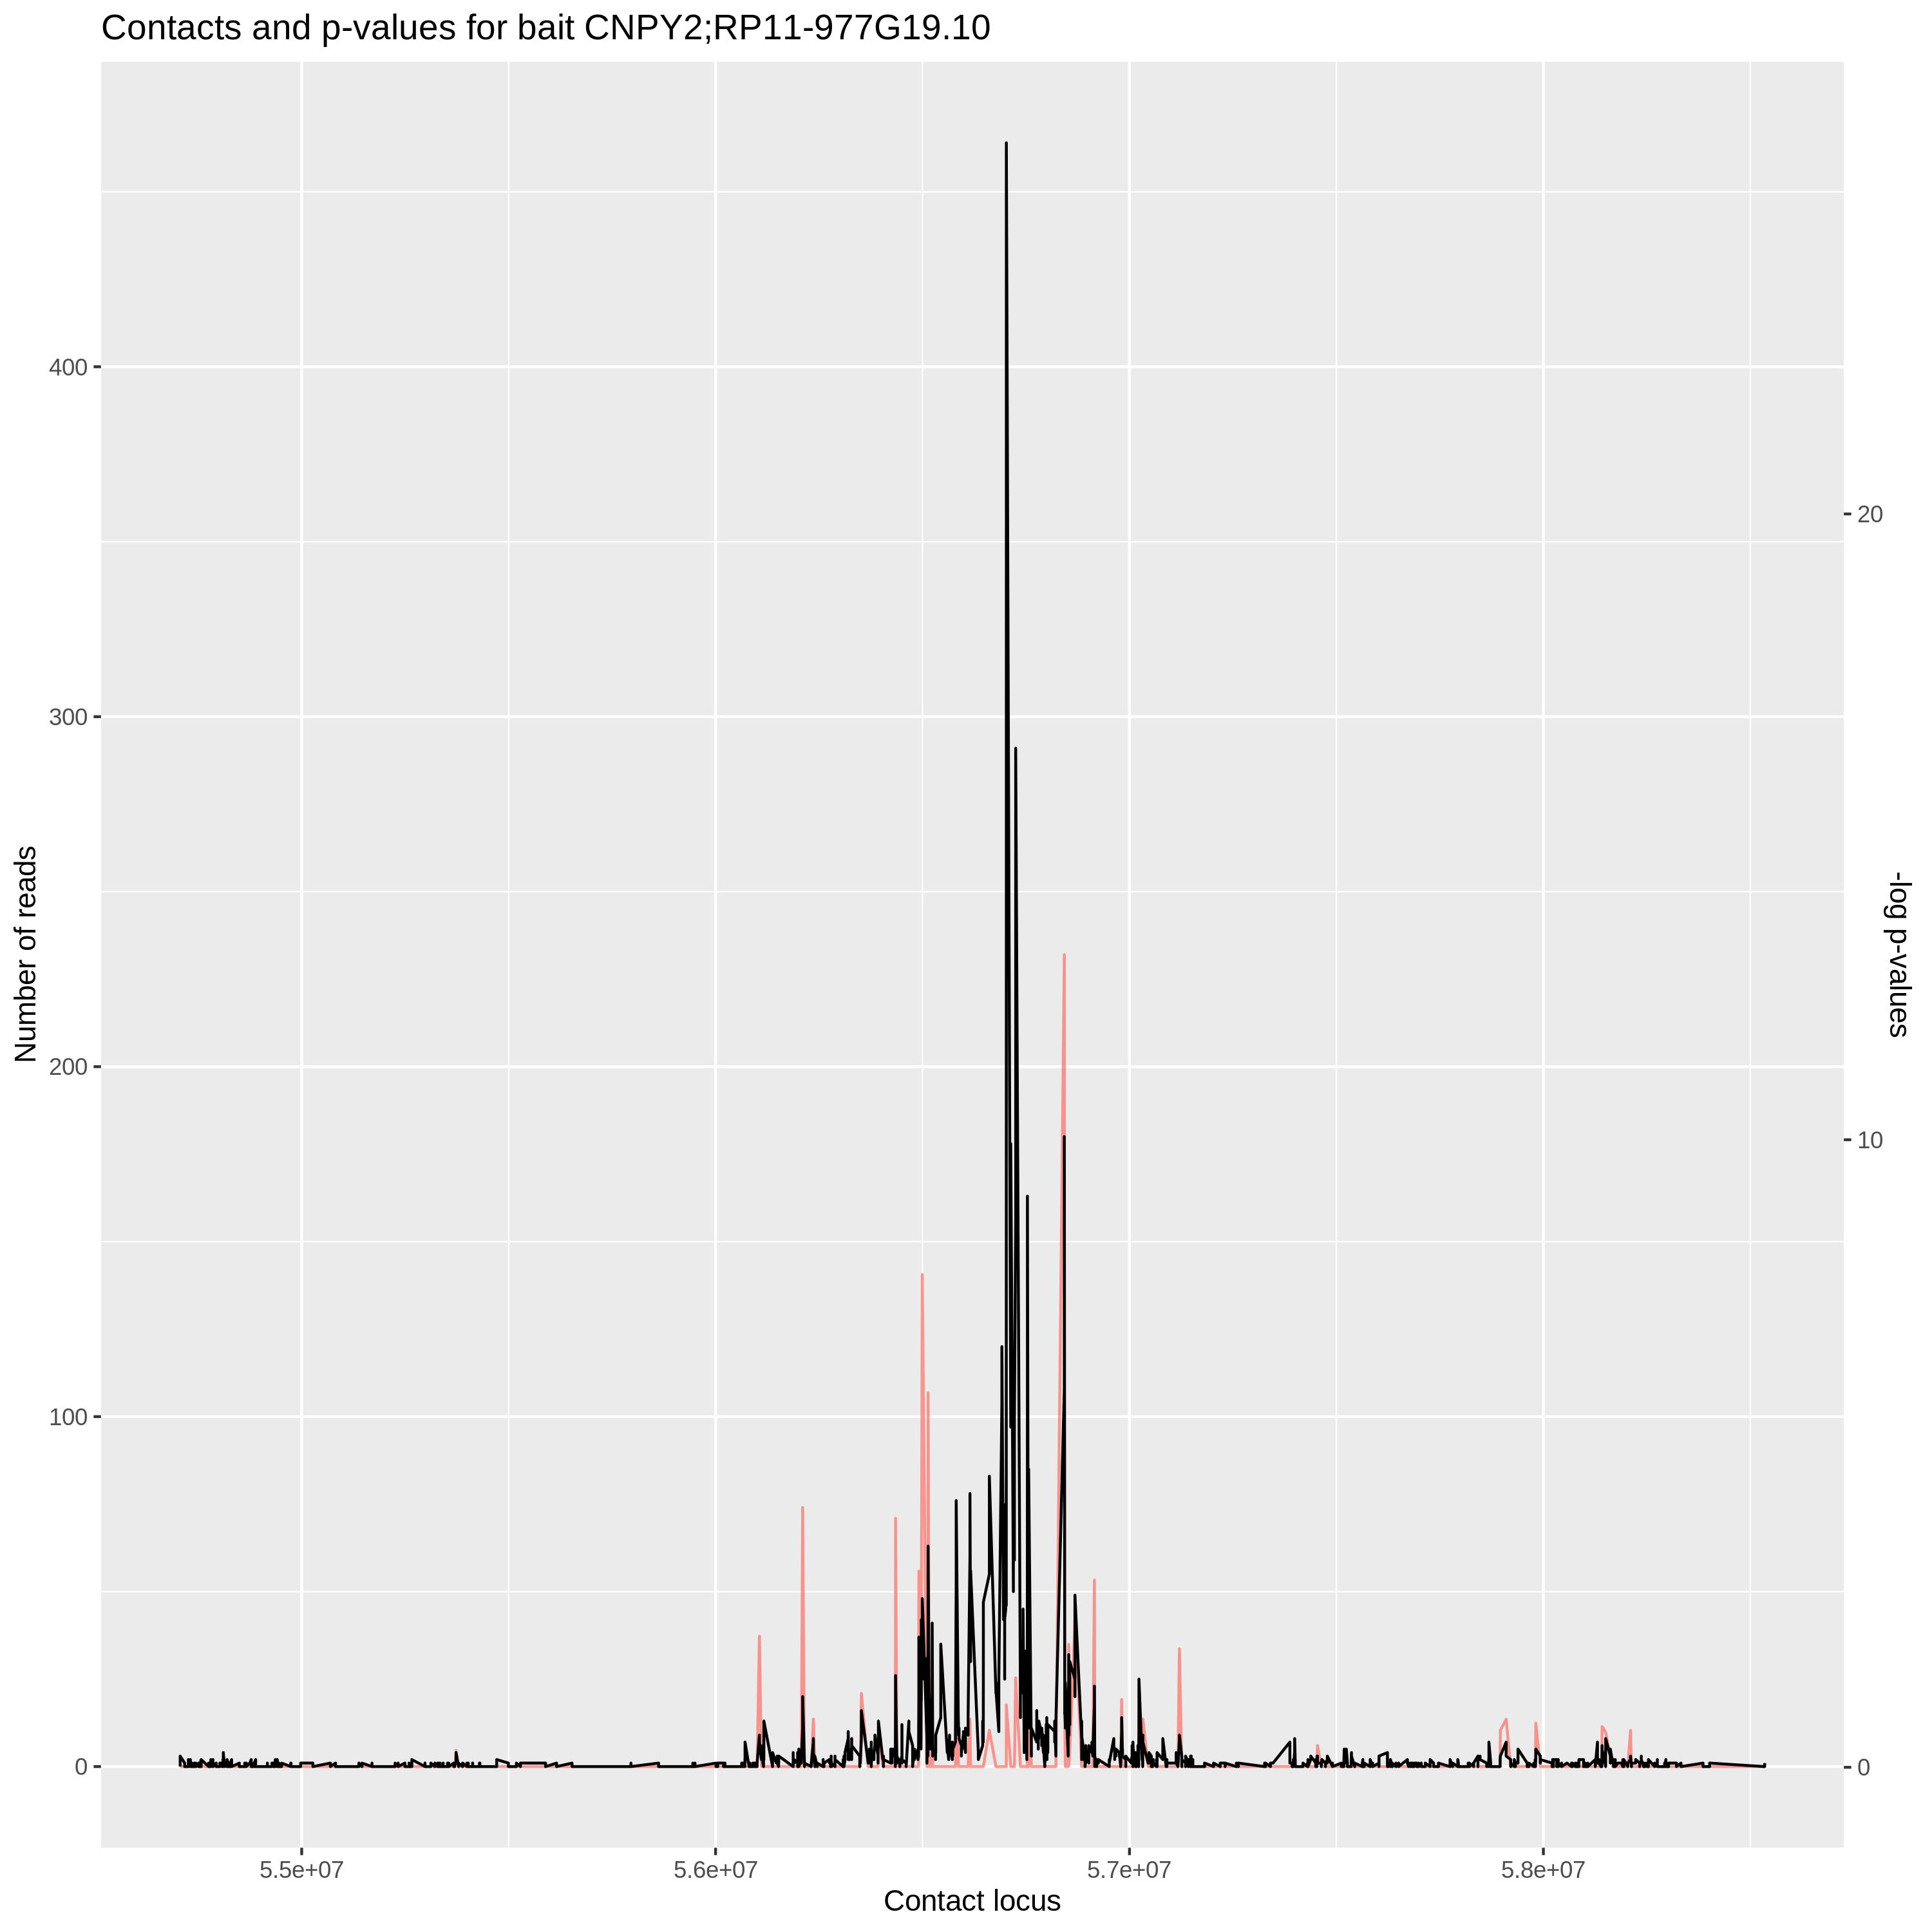 Contacts and p-values for bait CNPY2;RP11-977G19.10
400
300
200
100
0
Number of reads
20
10
0
-log p-values
5.5e+07
5.6e+07
5.7e+07
5.8e+07
Contact locus